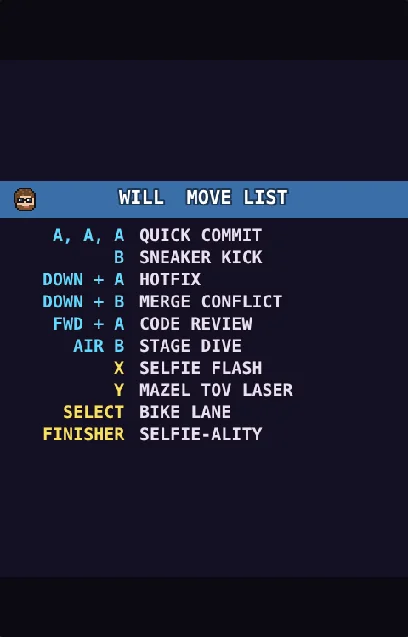 WILL MOVE LIST
A, A, A QUICK COMMIT
B SNEAKER KICK
DOWN + A HOTFIX
DOWN + B MERGE CONFLICT
FWD + A CODE REVIEW
AIR B STAGE DIVE
X SELFIE FLASH
Y MAZEL TOV LASER
SELECT BIKE LANE
FINISHER SELFIE-ALITY